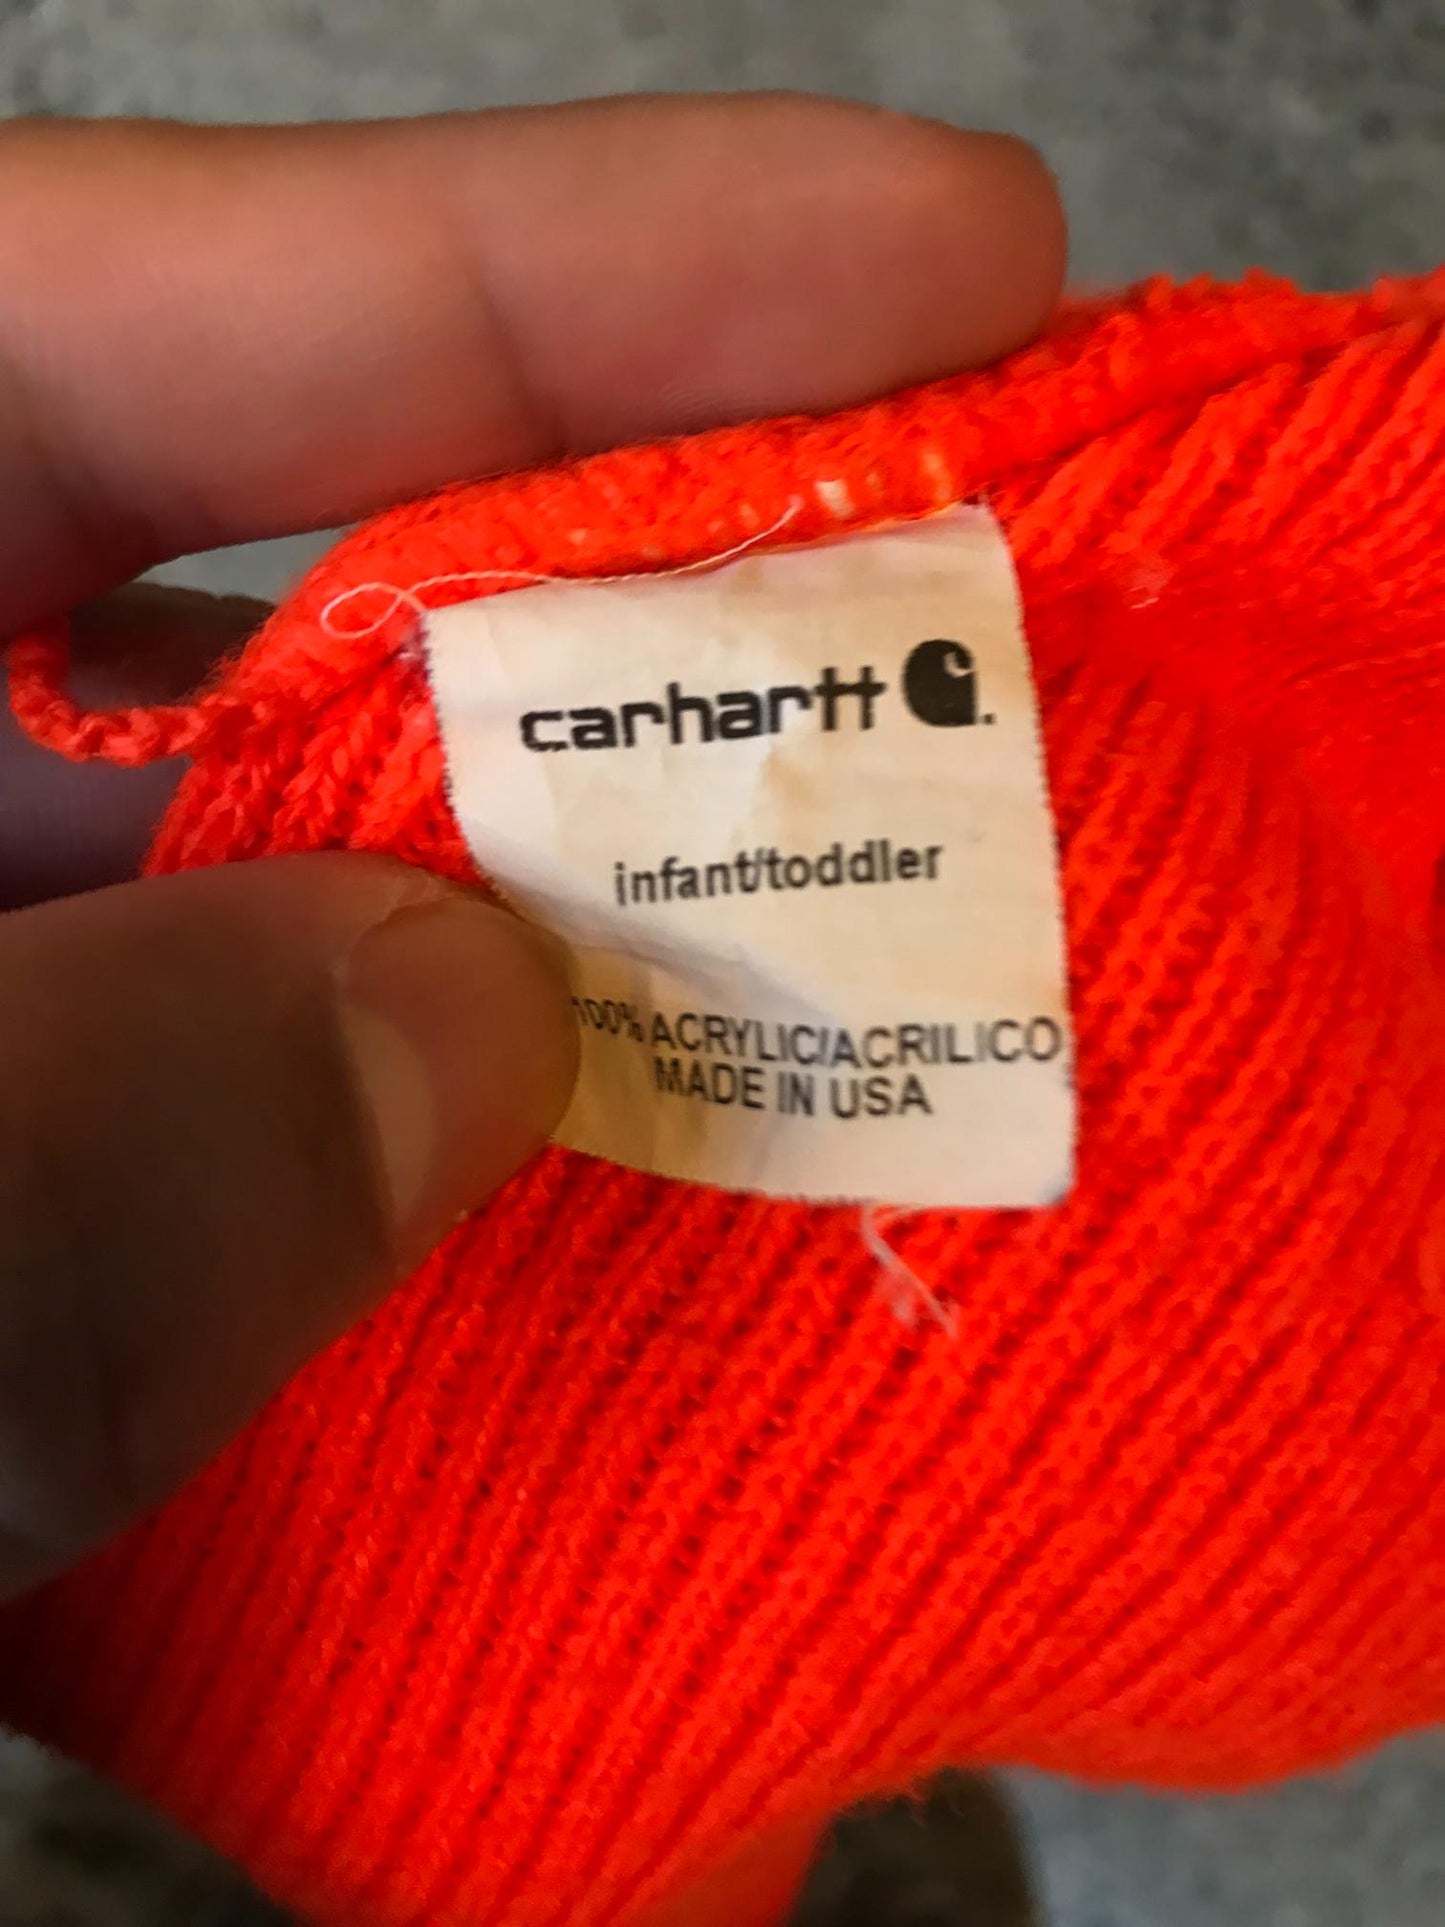 carhartt
infant/toddler
100% ACRYLIC/ACRILICO
MADE IN USA